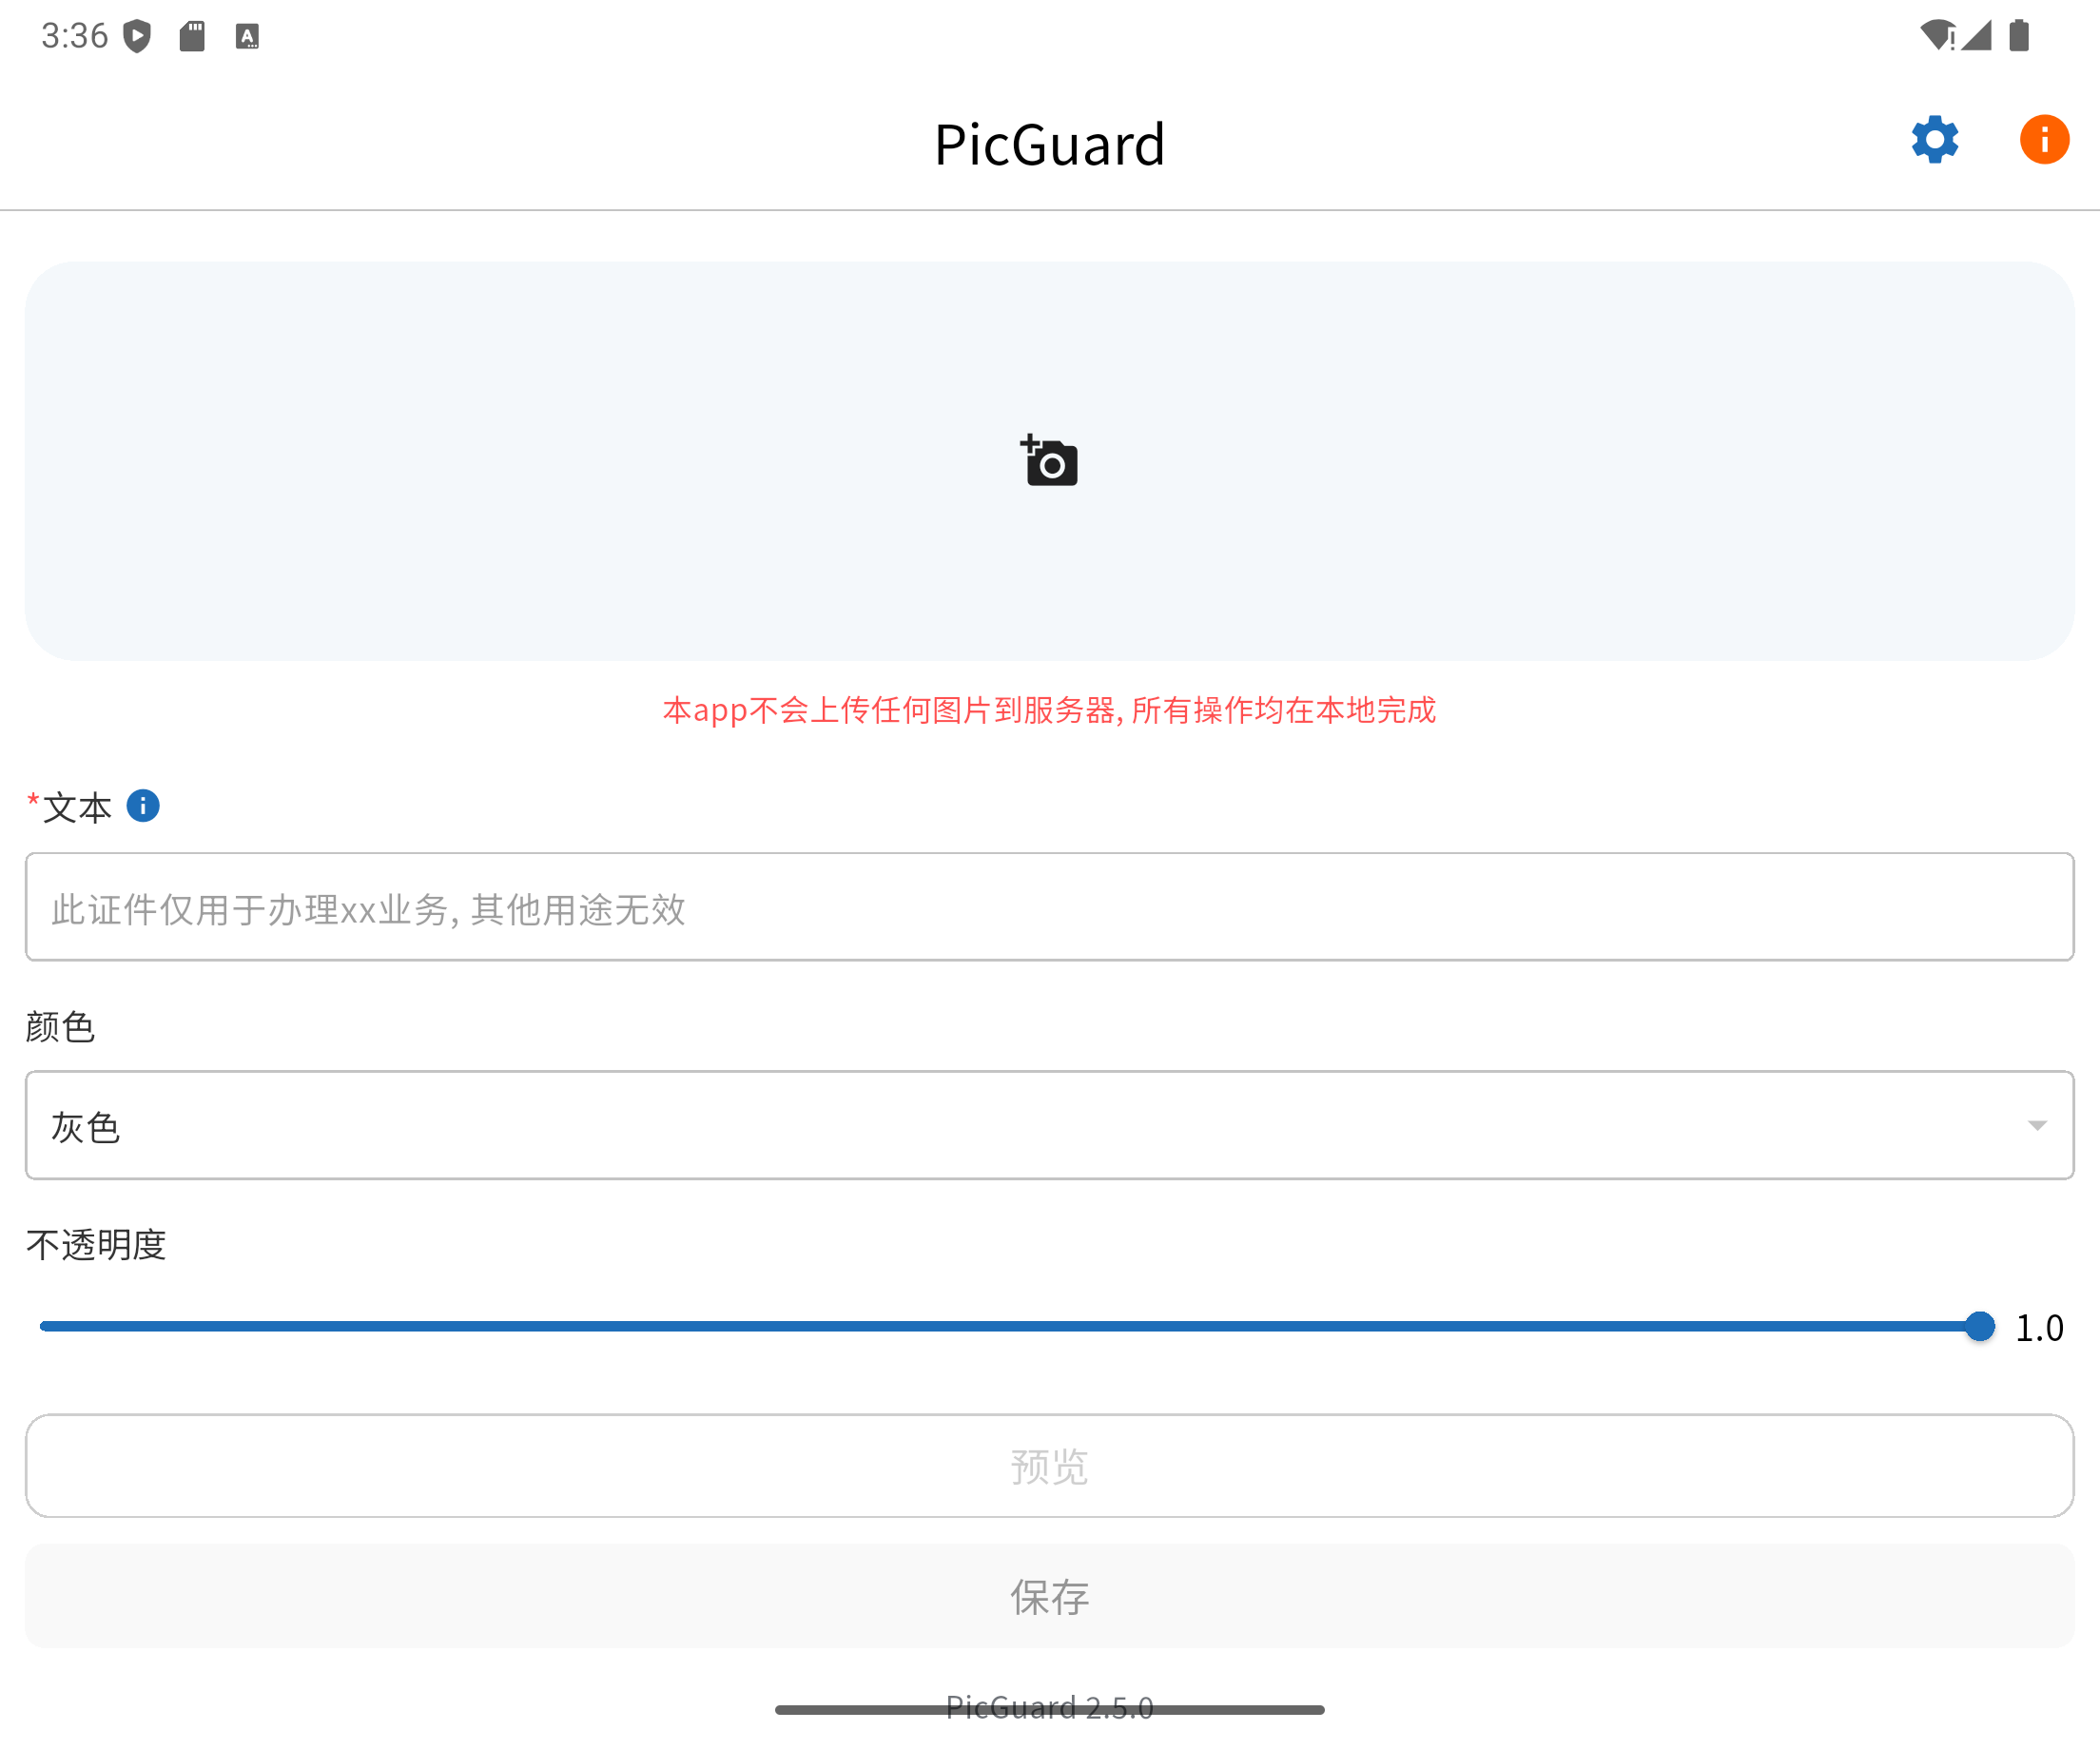 3:36
PicGuard
本app不会上传任何图片到服务器, 所有操作均在本地完成
*文本
此证件仅用于办理xx业务, 其他用途无效
颜色
灰色
不透明度
1.0
预览
保存
PicGuard 2.5.0